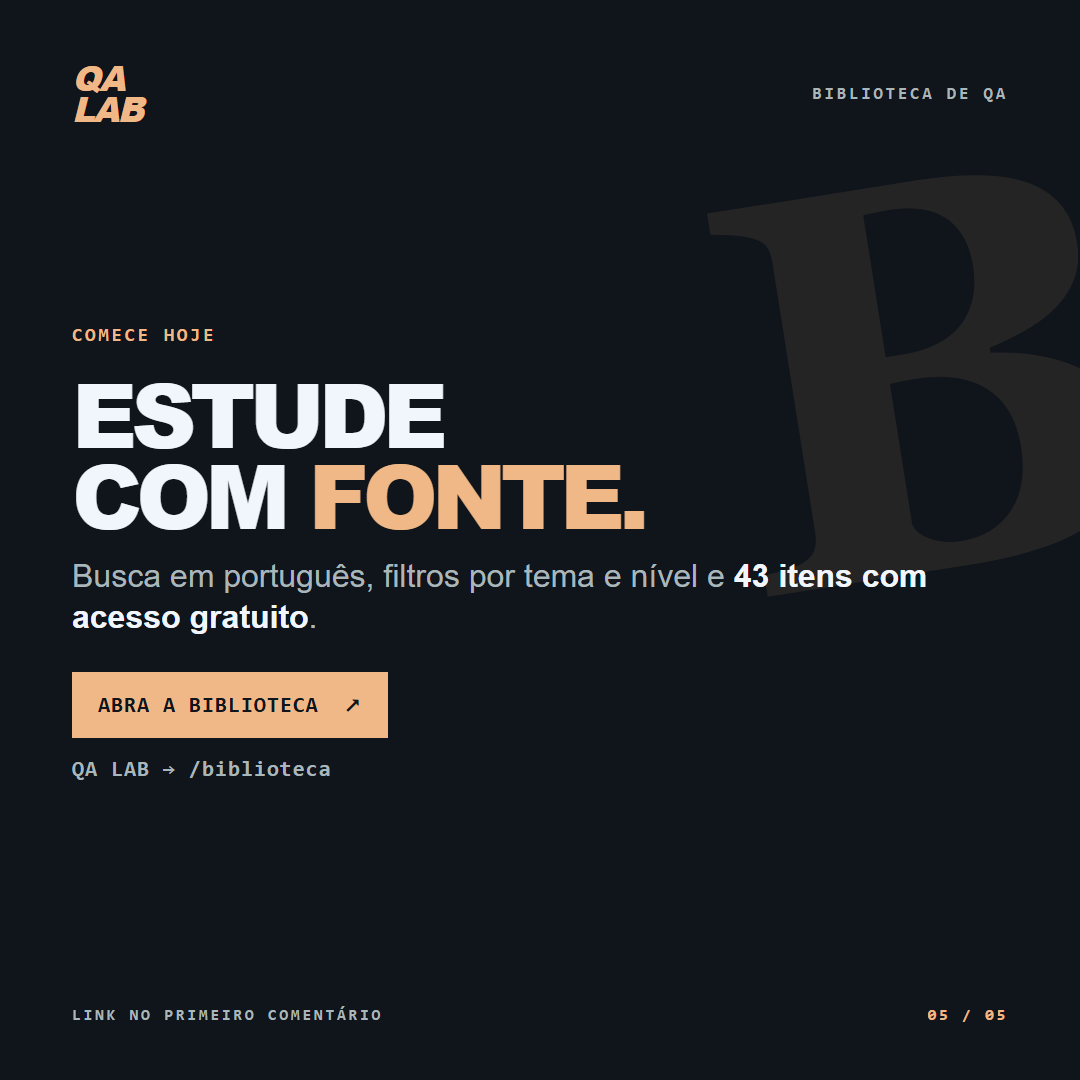 QA
LAB
BIBLIOTECA DE QA
B
COMECE HOJE
ESTUDE
COM FONTE.
Busca em português, filtros por tema e nível e 43 itens com
acesso gratuito.
ABRA A BIBLIOTECA ↗
QA LAB → /biblioteca
LINK NO PRIMEIRO COMENTÁRIO
05 / 05